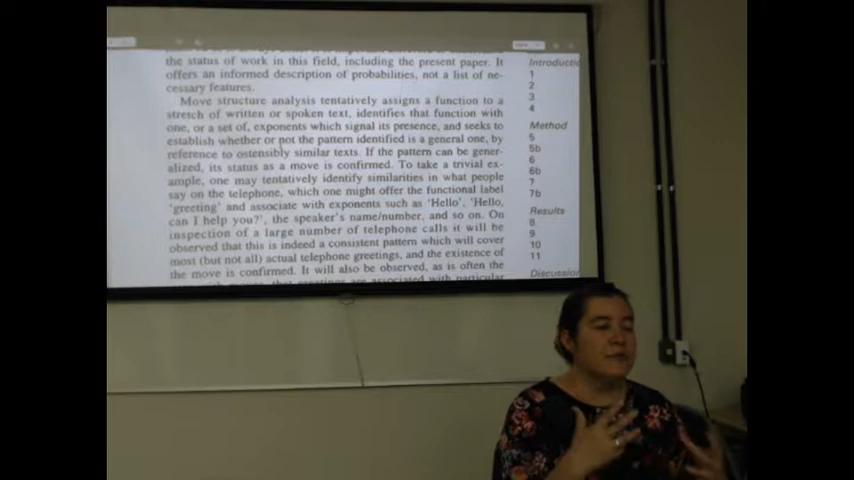 the status of work in this field, including the present paper. It
offers an informed description of probabilities, not a list of ne-
cessary features.
Move structure analysis tentatively assigns a function to a
stretch of written or spoken text, identifies that function with
one, or a set of, exponents which signal its presence, and seeks to
establish whether or not the pattern identified is a general one, by
reference to ostensibly similar texts. If the pattern can be gener-
alized, its status as a move is confirmed. To take a trivial ex-
ample, one may tentatively identify similarities in what people
say on the telephone, which one might offer the functional label
'greeting' and associate with exponents such as 'Hello', 'Hello,
can I help you?', the speaker's name/number, and so on. On
inspection of a large number of telephone calls it will be
observed that this is indeed a consistent pattern which will cover
most (but not all) actual telephone greetings, and the existence of
the move is confirmed. It will also be observed, as is often the
that greetings are associated with particular
Introductio
1
2
3
4
Method
5
5b
6
6b
7
7b
Results
8
9
10
11
Discussion